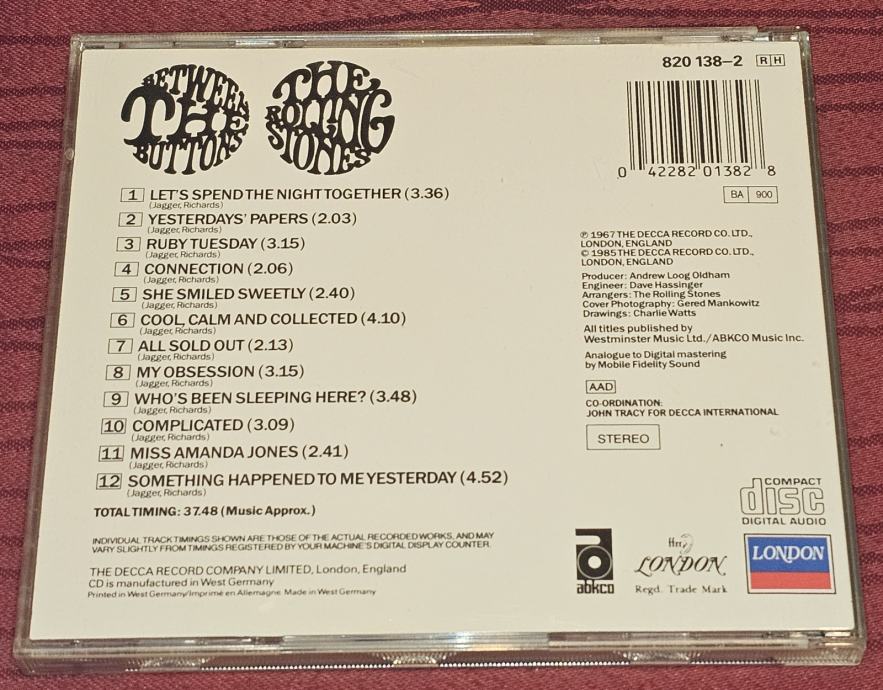 BETWEEN THE BUTTONS
THE ROLLING STONES
820 138–2 RH
0 42282 01382 8
BA 900
1 LET'S SPEND THE NIGHT TOGETHER (3.36)
(Jagger, Richards)
2 YESTERDAYS' PAPERS (2.03)
(Jagger, Richards)
3 RUBY TUESDAY (3.15)
(Jagger, Richards)
4 CONNECTION (2.06)
(Jagger, Richards)
5 SHE SMILED SWEETLY (2.40)
(Jagger, Richards)
6 COOL, CALM AND COLLECTED (4.10)
(Jagger, Richards)
7 ALL SOLD OUT (2.13)
(Jagger, Richards)
8 MY OBSESSION (3.15)
(Jagger, Richards)
9 WHO'S BEEN SLEEPING HERE? (3.48)
(Jagger, Richards)
10 COMPLICATED (3.09)
(Jagger, Richards)
11 MISS AMANDA JONES (2.41)
(Jagger, Richards)
12 SOMETHING HAPPENED TO ME YESTERDAY (4.52)
(Jagger, Richards)
TOTAL TIMING: 37.48 (Music Approx.)
INDIVIDUAL TRACK TIMINGS SHOWN ARE THOSE OF THE ACTUAL RECORDED WORKS, AND MAY
VARY SLIGHTLY FROM TIMINGS REGISTERED BY YOUR MACHINE'S DIGITAL DISPLAY COUNTER.
THE DECCA RECORD COMPANY LIMITED, London, England
CD is manufactured in West Germany
Printed in West Germany/Imprimé en Allemagne. Made in West Germany
℗ 1967 THE DECCA RECORD CO. LTD.,
LONDON, ENGLAND
© 1985 THE DECCA RECORD CO. LTD.,
LONDON, ENGLAND
Producer: Andrew Loog Oldham
Engineer: Dave Hassinger
Arrangers: The Rolling Stones
Cover Photography: Gered Mankowitz
Drawings: Charlie Watts
All titles published by
Westminster Music Ltd./ABKCO Music Inc.
Analogue to Digital mastering
by Mobile Fidelity Sound
AAD
CO-ORDINATION:
JOHN TRACY FOR DECCA INTERNATIONAL
STEREO
COMPACT
disc
DIGITAL AUDIO
abkco
ffrr
LONDON
Regd. Trade Mark
LONDON